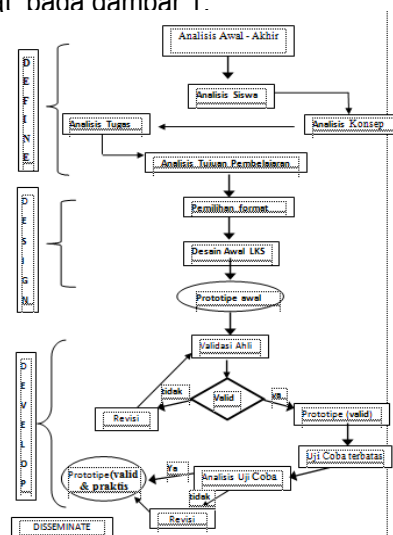 at pada gambar 1.
Analisis Awal - Akhir
D
E
F
I
N
E
Analisis Siswa
Analisis Tugas
Analisis Konsep
Analisis Tujuan Pembelajaran
D
E
S
I
G
N
Pemilihan format
Desain Awal LKS
Prototipe awal
D
E
V
E
L
O
P
Validasi Ahli
tidak
Valid
ya
Revisi
Prototipe (valid)
Uji Coba terbatas
Ya
Prototipe(valid
& praktis
Analisis Uji Coba
tidak
Revisi
DISSEMINATE